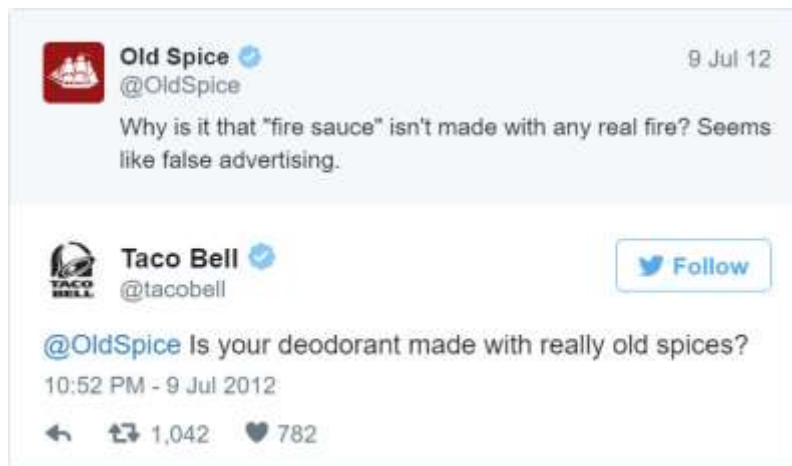 Old Spice
9 Jul 12
@OldSpice
Why is it that "fire sauce" isn't made with any real fire? Seems
like false advertising.
TACO
BELL
Taco Bell
Follow
@tacobell
@OldSpice Is your deodorant made with really old spices?
10:52 PM - 9 Jul 2012
1,042 782